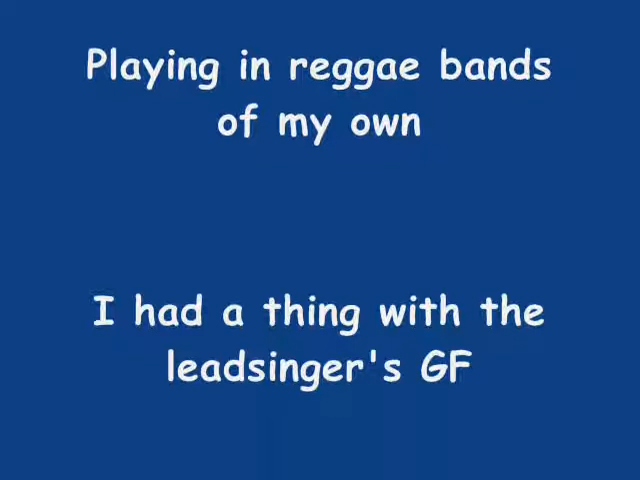 Playing in reggae bands
of my own
I had a thing with the
leadsinger's GF